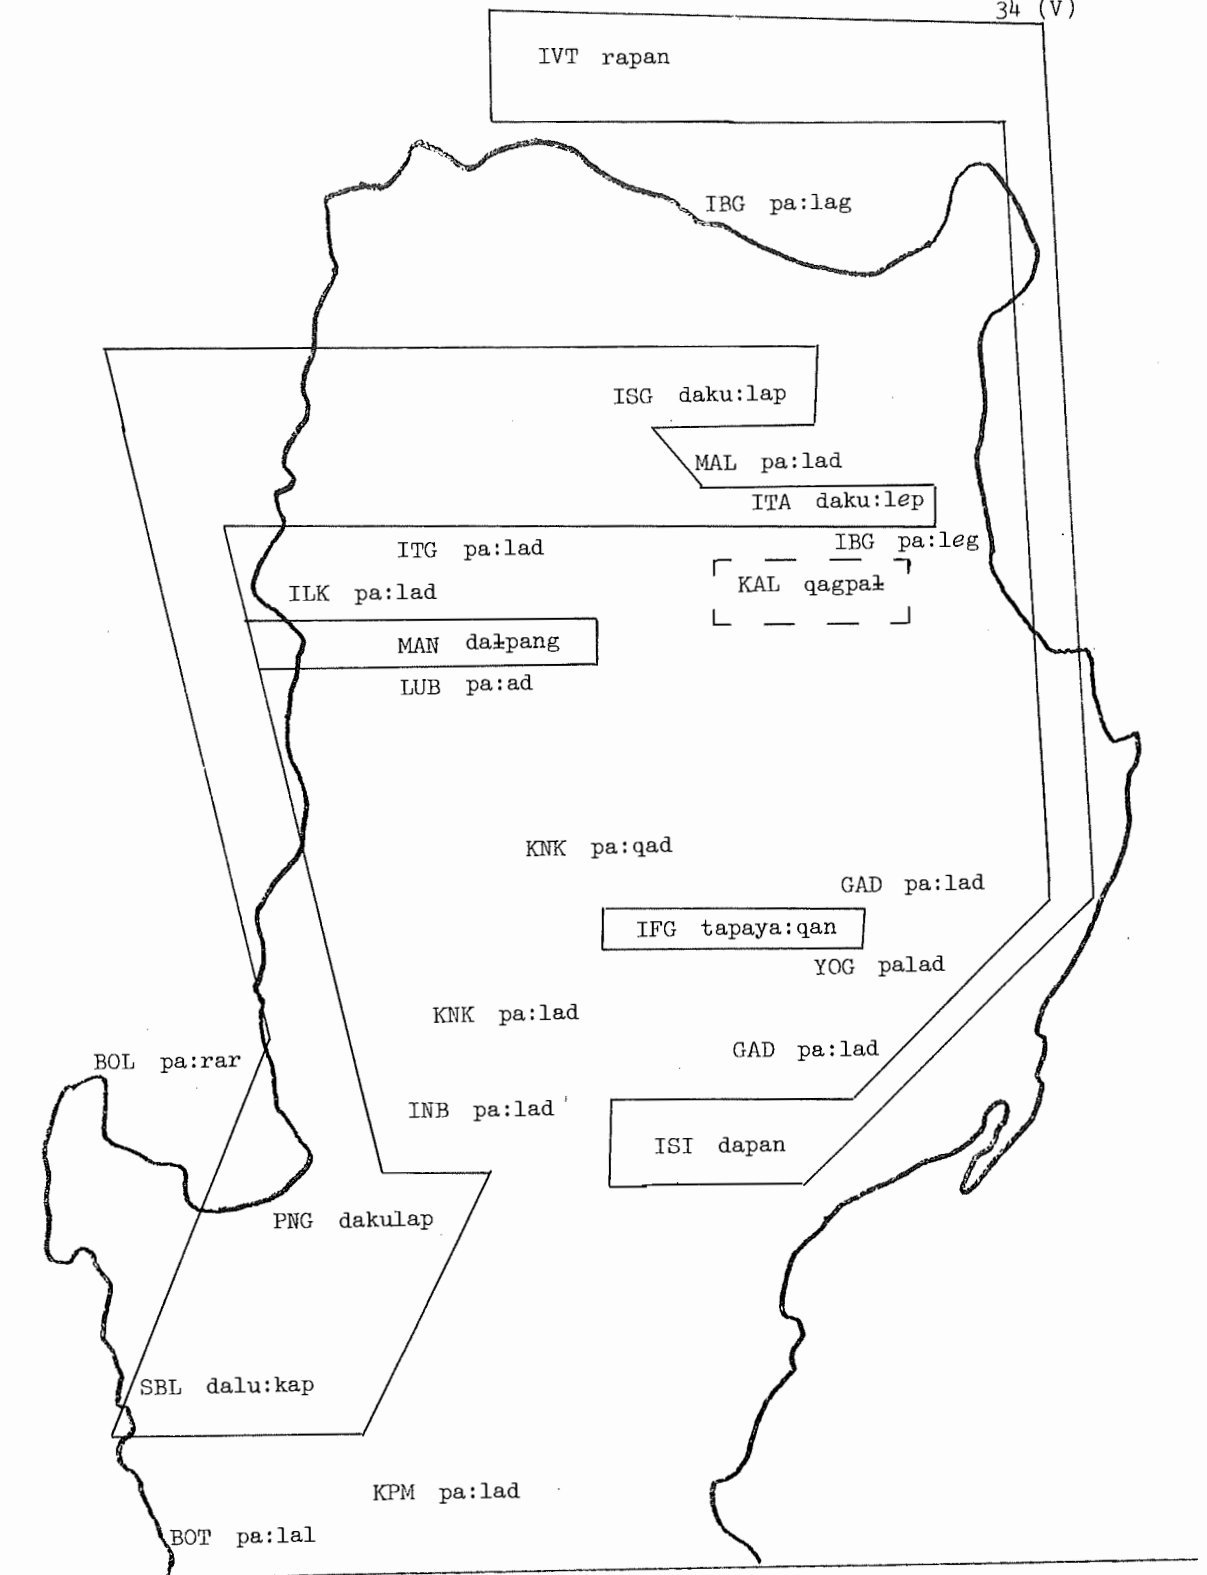 34 (V)
IVT rapan
IBG pa:lag
ISG daku:lap
MAL pa:lad
ITA daku:lep
IBG pa:leg
ITG pa:lad
KAL qagpaɫ
ILK pa:lad
MAN daɫpang
LUB pa:ad
KNK pa:qad
GAD pa:lad
IFG tapaya:qan
YOG palad
KNK pa:lad
GAD pa:lad
BOL pa:rar
INB pa:lad
ISI dapan
PNG dakulap
SBL dalu:kap
KPM pa:lad
BOT pa:lal